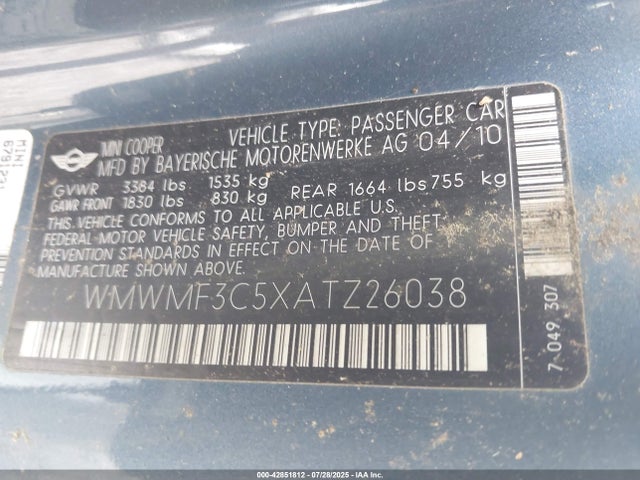 MINI COOPER VEHICLE TYPE: PASSENGER CAR
MFD BY BAYERISCHE MOTORENWERKE AG 04/10
GVWR 3384 lbs 1535 kg
GAWR FRONT 1830 lbs 830 kg REAR 1664 lbs 755 kg
THIS VEHICLE CONFORMS TO ALL APPLICABLE U.S.
FEDERAL MOTOR VEHICLE SAFETY, BUMPER AND THEFT
PREVENTION STANDARDS IN EFFECT ON THE DATE OF
MANUFACTURE SHOWN ABOVE.
WMWMF3C5XATZ26038
7 049 307
MINI
000-42851812 - 07/28/2025 - IAAI.COM